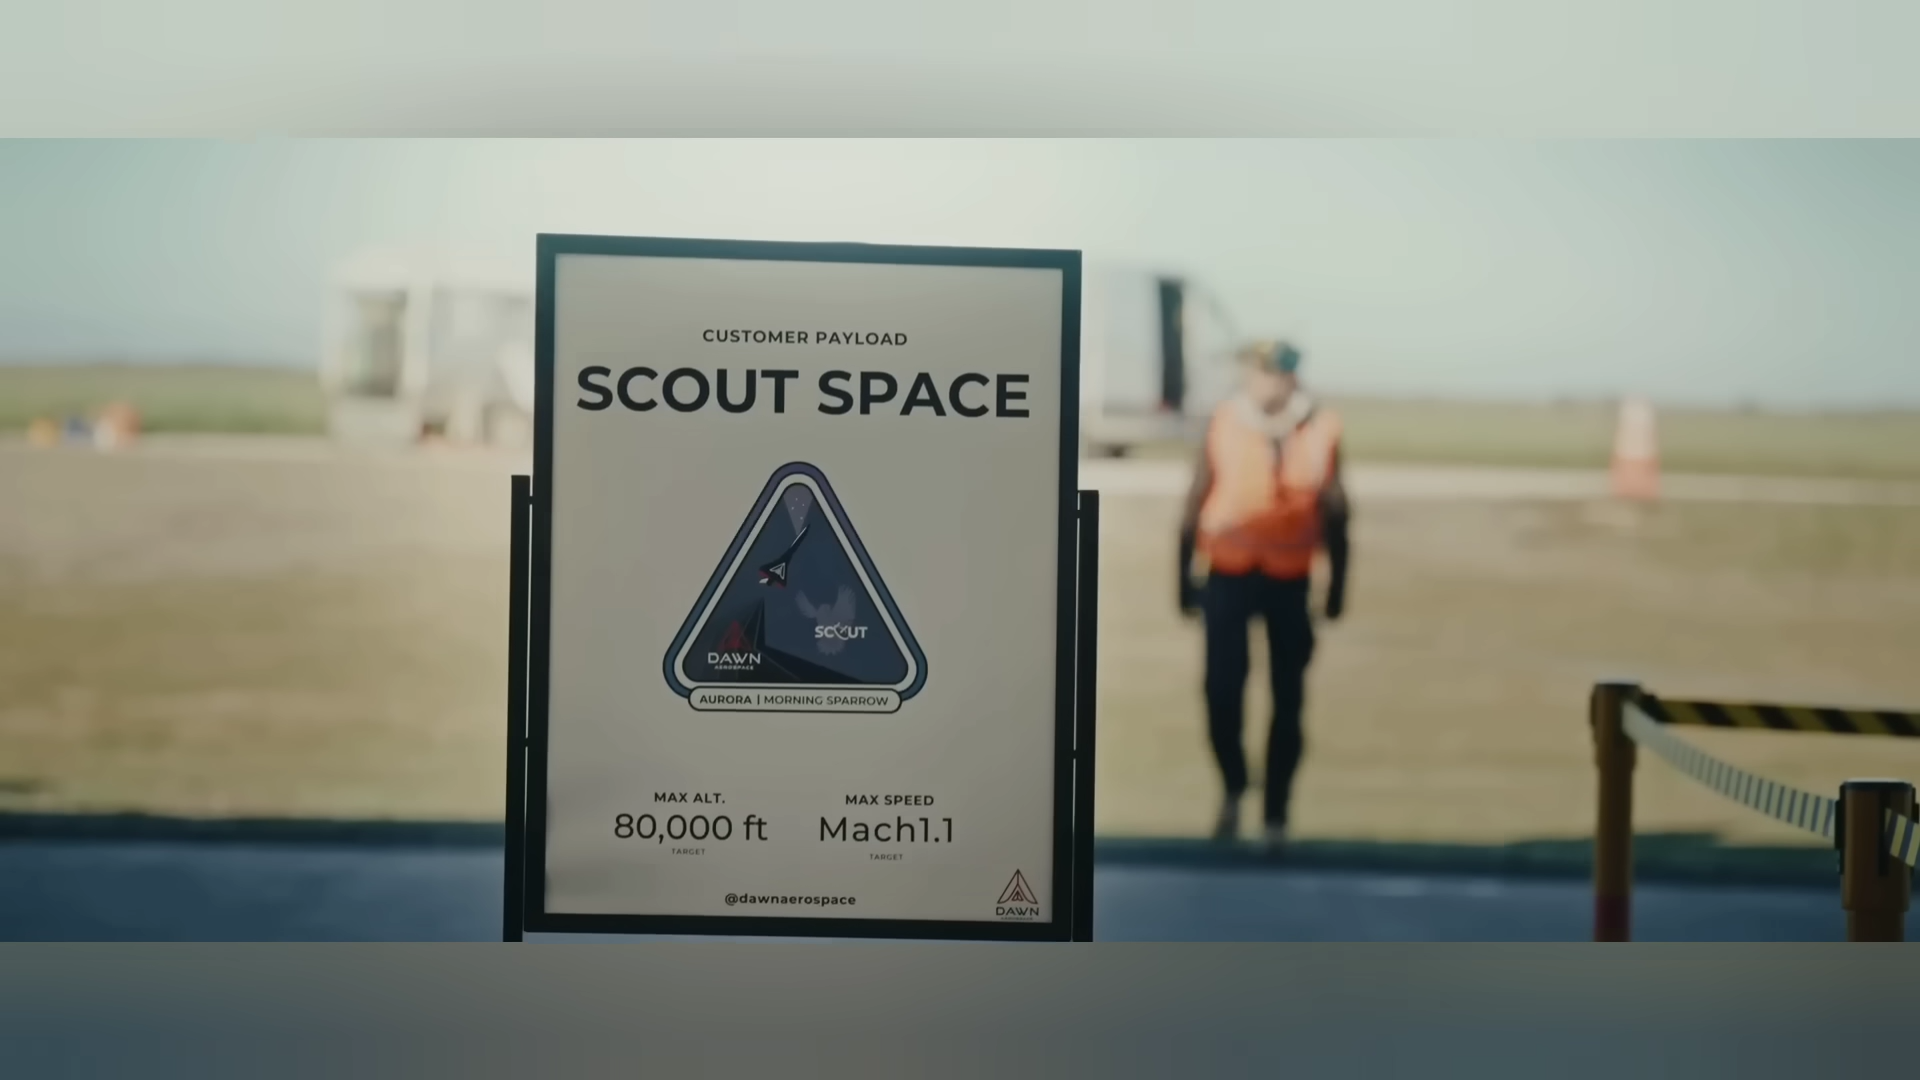 CUSTOMER PAYLOAD
SCOUT SPACE
SCOUT
DAWN
AEROSPACE
AURORA | MORNING SPARROW
MAX ALT.
80,000 ft
TARGET
MAX SPEED
Mach1.1
TARGET
@dawnaerospace
DAWN